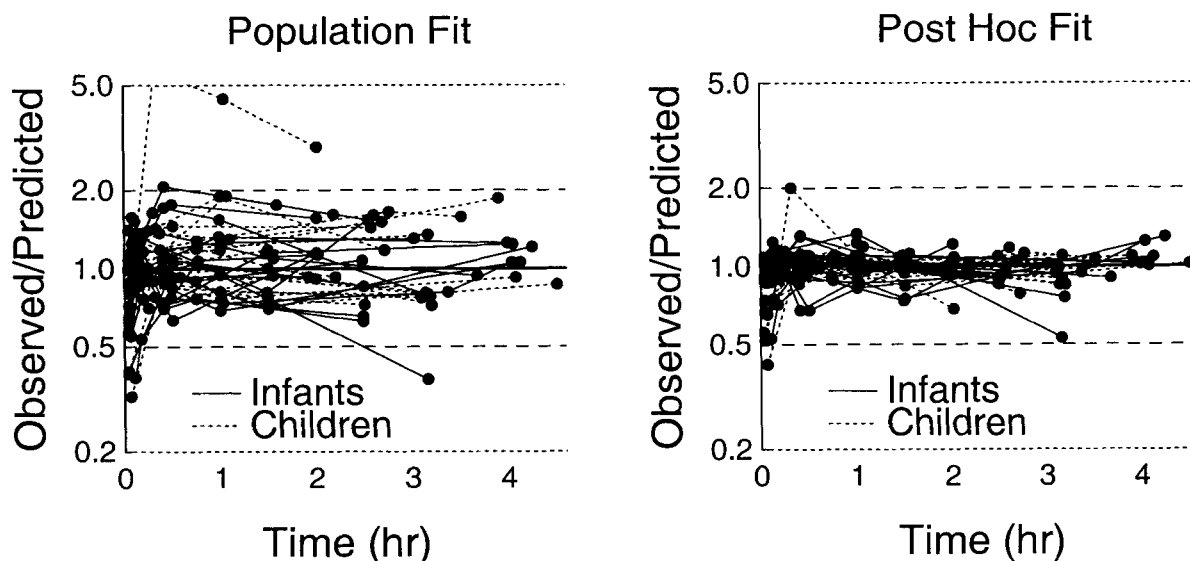 Population Fit
Observed/Predicted
5.0
2.0
1.0
0.5
0.2
Infants
Children
0 1 2 3 4
Time (hr)
Post Hoc Fit
Observed/Predicted
5.0
2.0
1.0
0.5
0.2
Infants
Children
0 1 2 3 4
Time (hr)